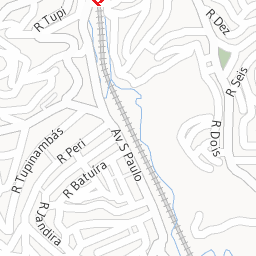 R Tupi
R Dez
R Seis
R Dois
R Tupinambás
R Peri
Av S Paulo
R Batuíra
R Jandira